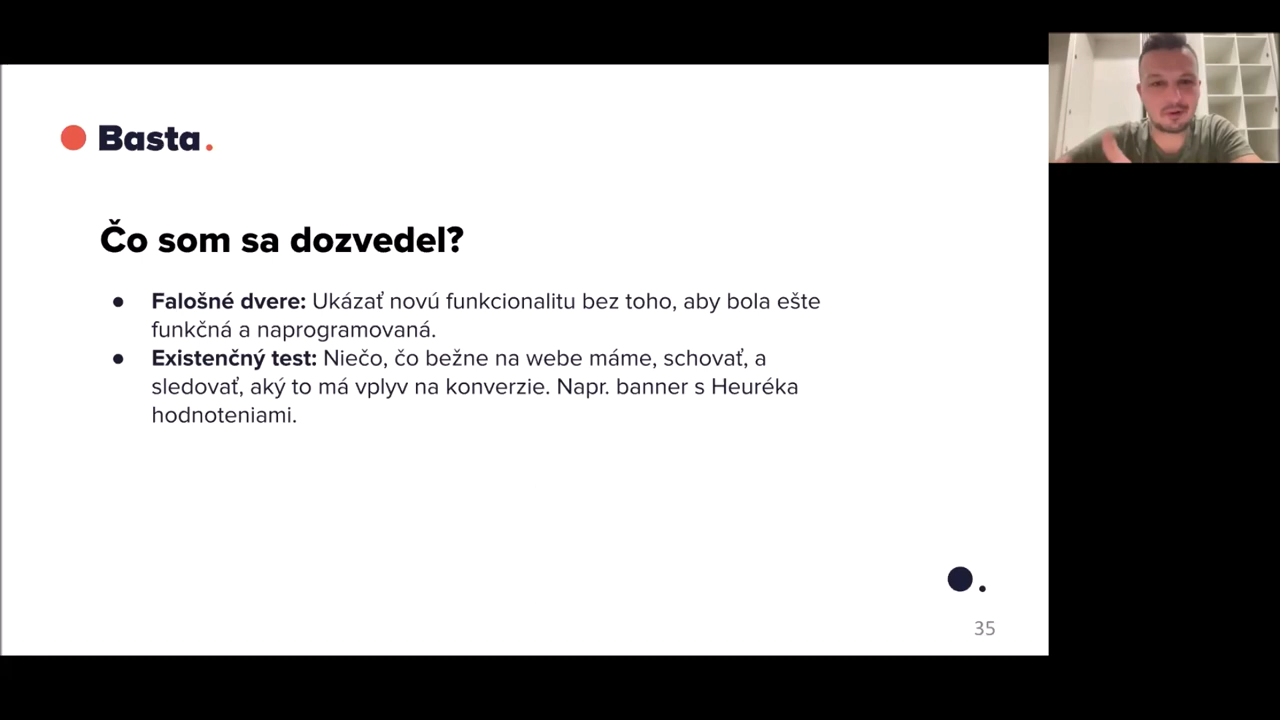 Basta.
Čo som sa dozvedel?
● Falošné dvere: Ukázať novú funkcionalitu bez toho, aby bola ešte
funkčná a naprogramovaná.
● Existenčný test: Niečo, čo bežne na webe máme, schovať, a
sledovať, aký to má vplyv na konverzie. Napr. banner s Heuréka
hodnoteniami.
35